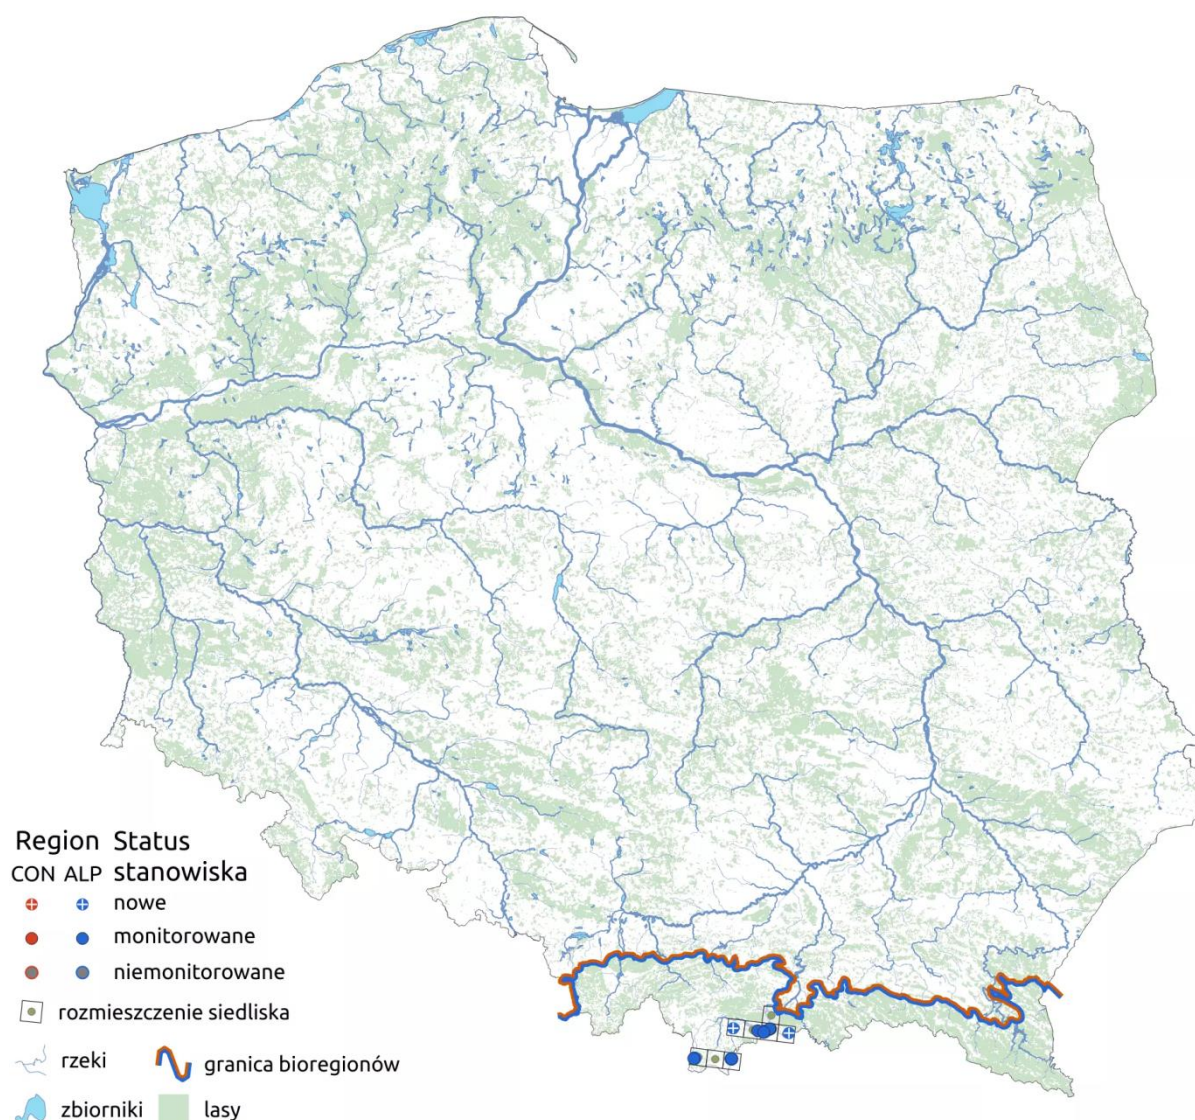 Region Status
CON ALP stanowiska
nowe
monitorowane
niemonitorowane
rozmieszczenie siedliska
rzeki
granica bioregionów
zbiorniki
lasy